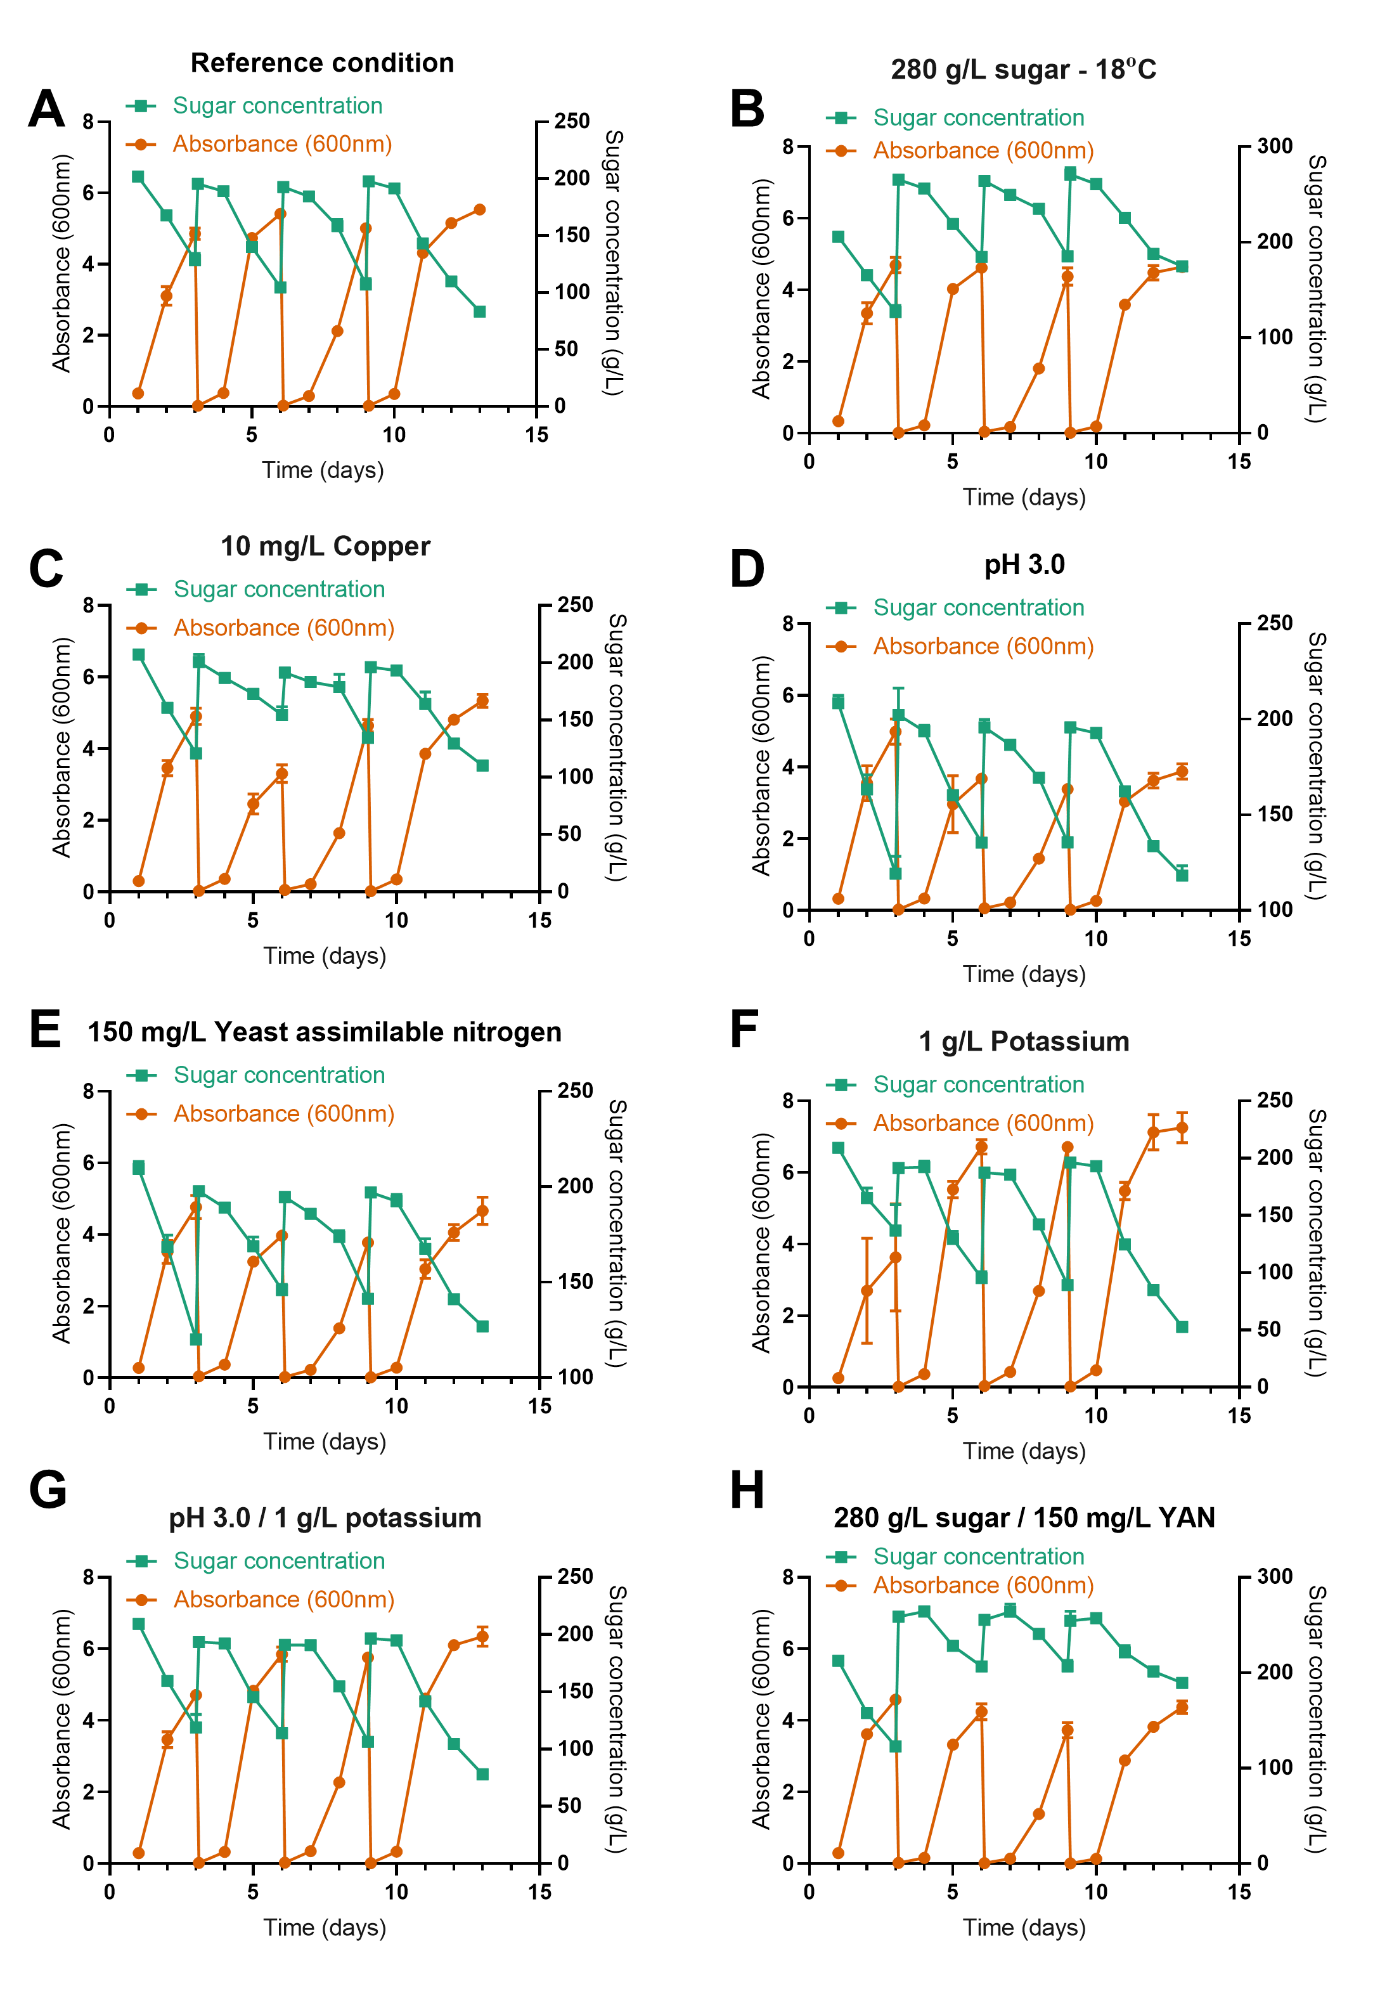 Reference condition
A
Sugar concentration
Absorbance (600nm)
8
6
4
2
0
250
200
150
100
50
0
0
5
10
15
Absorbance (600nm)
Sugar concentration (g/L)
Time (days)
280 g/L sugar - 18ºC
B
Sugar concentration
Absorbance (600nm)
8
6
4
2
0
300
200
100
0
0
5
10
15
Absorbance (600nm)
Sugar concentration (g/L)
Time (days)
10 mg/L Copper
C
Sugar concentration
Absorbance (600nm)
8
6
4
2
0
250
200
150
100
50
0
0
5
10
15
Absorbance (600nm)
Sugar concentration (g/L)
Time (days)
pH 3.0
D
Sugar concentration
Absorbance (600nm)
8
6
4
2
0
250
200
150
100
0
5
10
15
Absorbance (600nm)
Sugar concentration (g/L)
Time (days)
150 mg/L Yeast assimilable nitrogen
E
Sugar concentration
Absorbance (600nm)
8
6
4
2
0
250
200
150
100
0
5
10
15
Absorbance (600nm)
Sugar concentration (g/L)
Time (days)
1 g/L Potassium
F
Sugar concentration
Absorbance (600nm)
8
6
4
2
0
250
200
150
100
50
0
0
5
10
15
Absorbance (600nm)
Sugar concentration (g/L)
Time (days)
pH 3.0 / 1 g/L potassium
G
Sugar concentration
Absorbance (600nm)
8
6
4
2
0
250
200
150
100
50
0
0
5
10
15
Absorbance (600nm)
Sugar concentration (g/L)
Time (days)
280 g/L sugar / 150 mg/L YAN
H
Sugar concentration
Absorbance (600nm)
8
6
4
2
0
300
200
100
0
0
5
10
15
Absorbance (600nm)
Sugar concentration (g/L)
Time (days)